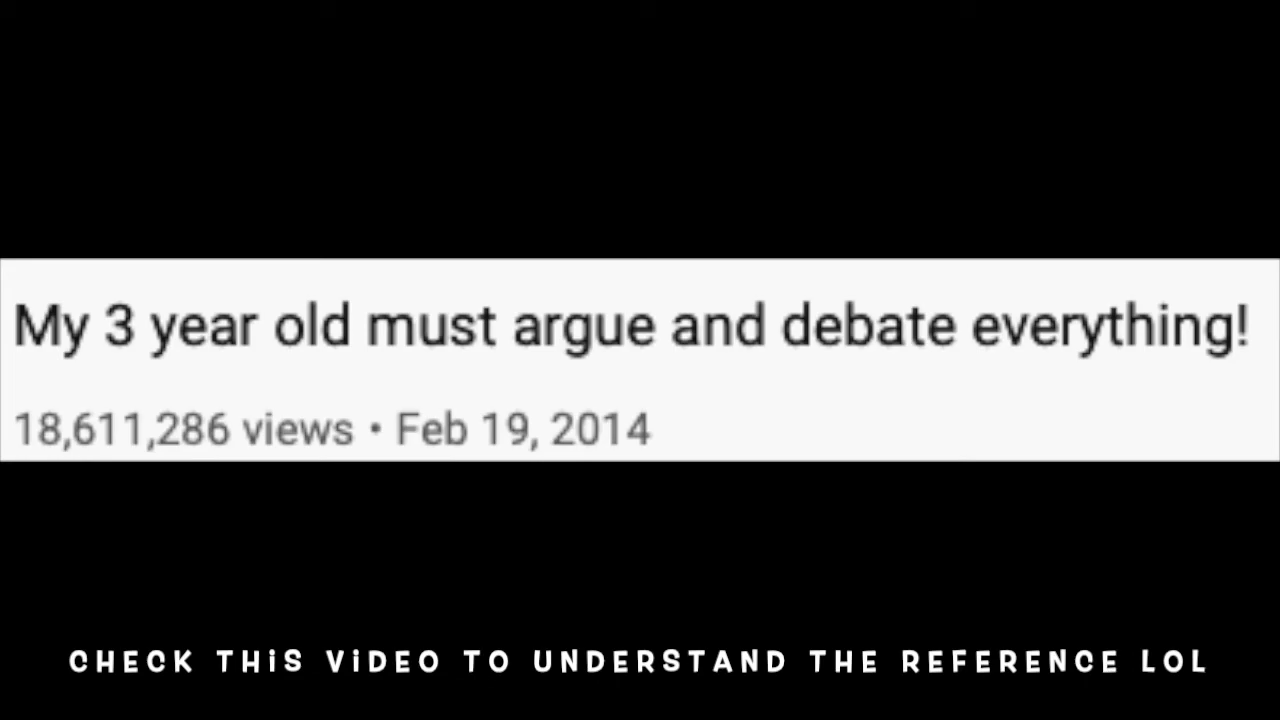 My 3 year old must argue and debate everything!
18,611,286 views • Feb 19, 2014
CHECK THiS ViDEO TO UNDERSTAND THE REFERENCE LOL